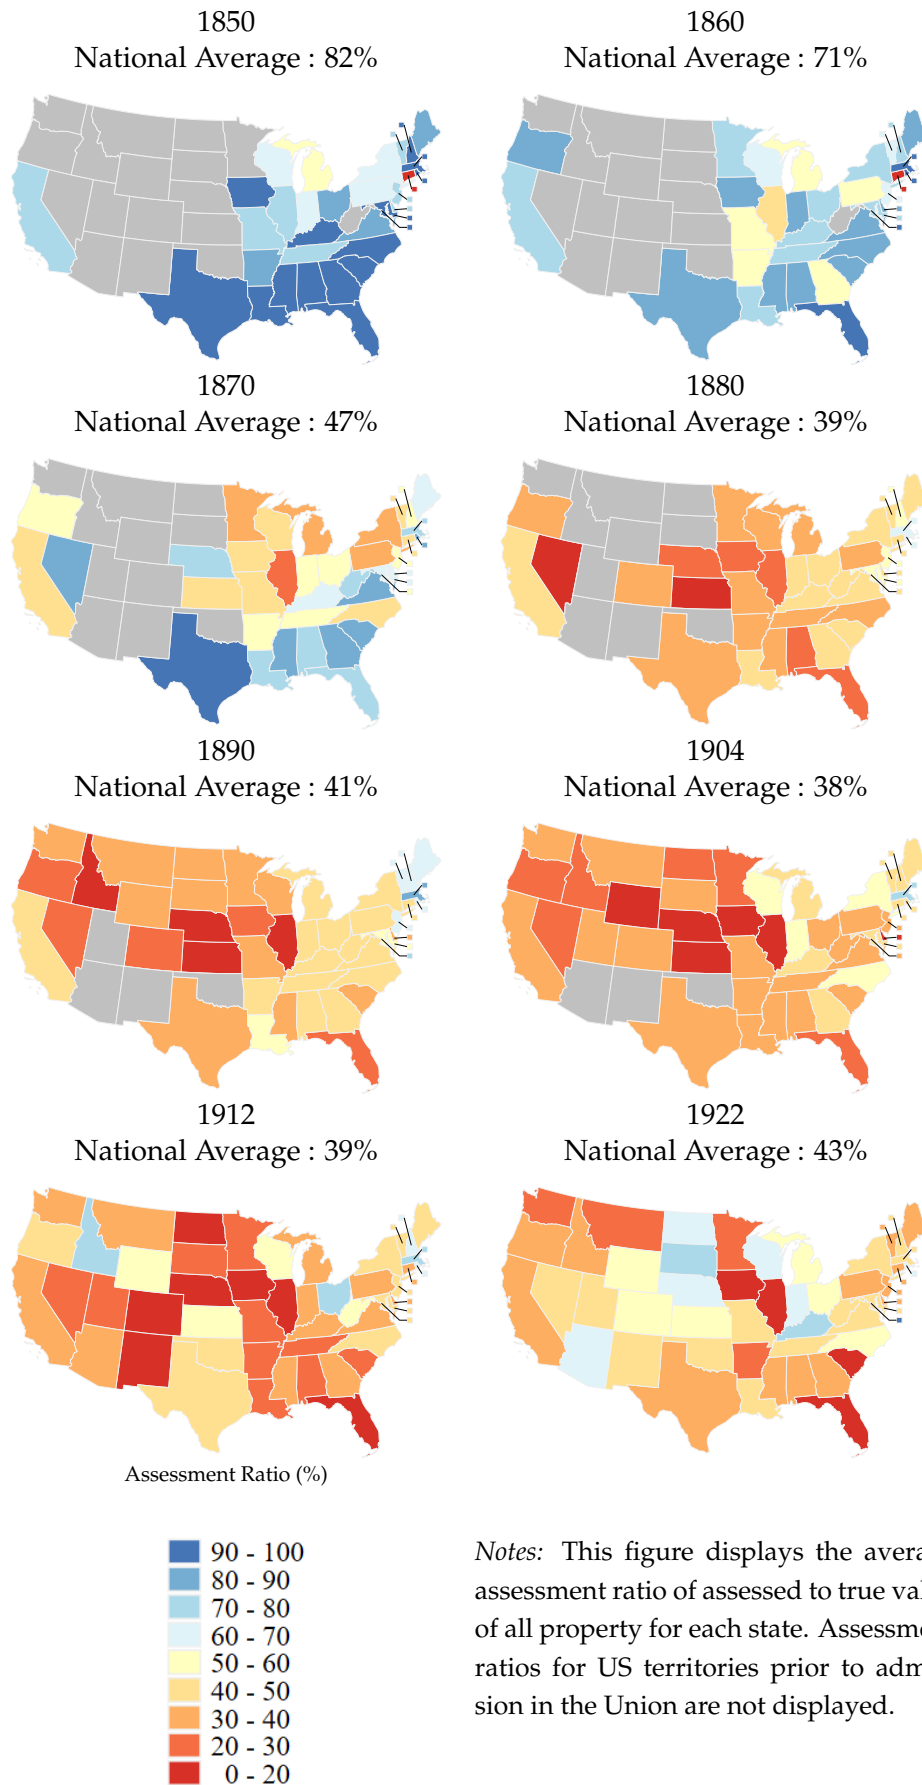 1850
National Average : 82%
1860
National Average : 71%
1870
National Average : 47%
1880
National Average : 39%
1890
National Average : 41%
1904
National Average : 38%
1912
National Average : 39%
1922
National Average : 43%
Assessment Ratio (%)
90 - 100
80 - 90
70 - 80
60 - 70
50 - 60
40 - 50
30 - 40
20 - 30
0 - 20
Notes: This figure displays the avera
assessment ratio of assessed to true val
of all property for each state. Assessme
ratios for US territories prior to adm
sion in the Union are not displayed.